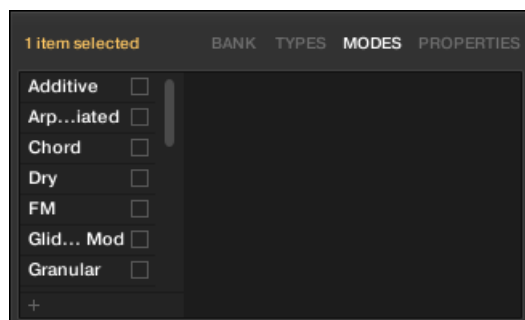 1 item selected BANK TYPES MODES PROPERTIES
Additive
Arp...iated
Chord
Dry
FM
Glid... Mod
Granular
+